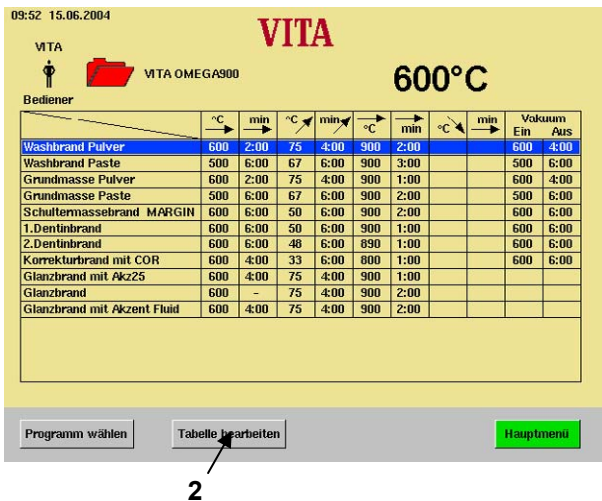 09:52 15.06.2004
VITA
VITA
VITA OMEGA900
600°C
Bediener
°C min °C min °C min °C min Vakuum
Ein Aus
Washbrand Pulver 600 2:00 75 4:00 900 2:00 600 4:00
Washbrand Paste 500 6:00 67 6:00 900 3:00 500 6:00
Grundmasse Pulver 600 2:00 75 4:00 900 1:00 600 4:00
Grundmasse Paste 500 6:00 67 6:00 900 2:00 500 6:00
Schultermassebrand MARGIN 600 6:00 50 6:00 900 2:00 600 6:00
1.Dentinbrand 600 6:00 50 6:00 900 1:00 600 6:00
2.Dentinbrand 600 6:00 48 6:00 890 1:00 600 6:00
Korrekturbrand mit COR 600 4:00 33 6:00 800 1:00 600 6:00
Glanzbrand mit Akz25 600 4:00 75 4:00 900 1:00
Glanzbrand 600 - 75 4:00 900 2:00
Glanzbrand mit Akzent Fluid 600 4:00 75 4:00 900 2:00
Programm wählen Tabelle bearbeiten Hauptmenü
2